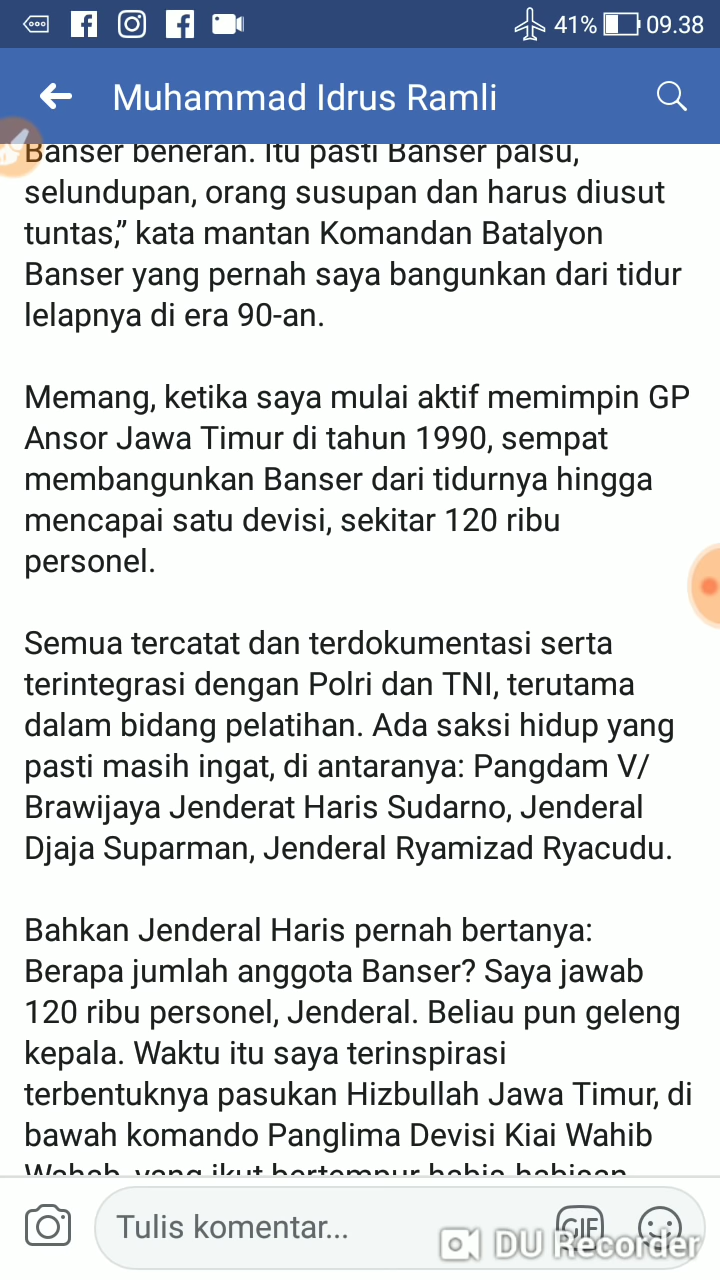 41% 09.38
Muhammad Idrus Ramli
Banser beneran. Itu pasti Banser palsu,
selundupan, orang susupan dan harus diusut
tuntas,” kata mantan Komandan Batalyon
Banser yang pernah saya bangunkan dari tidur
lelapnya di era 90-an.
Memang, ketika saya mulai aktif memimpin GP
Ansor Jawa Timur di tahun 1990, sempat
membangunkan Banser dari tidurnya hingga
mencapai satu devisi, sekitar 120 ribu
personel.
Semua tercatat dan terdokumentasi serta
terintegrasi dengan Polri dan TNI, terutama
dalam bidang pelatihan. Ada saksi hidup yang
pasti masih ingat, di antaranya: Pangdam V/
Brawijaya Jenderat Haris Sudarno, Jenderal
Djaja Suparman, Jenderal Ryamizad Ryacudu.
Bahkan Jenderal Haris pernah bertanya:
Berapa jumlah anggota Banser? Saya jawab
120 ribu personel, Jenderal. Beliau pun geleng
kepala. Waktu itu saya terinspirasi
terbentuknya pasukan Hizbullah Jawa Timur, di
bawah komando Panglima Devisi Kiai Wahib
Wahab, yang ikut bertempur habis-habisan
Tulis komentar...
GIF
DU Recorder